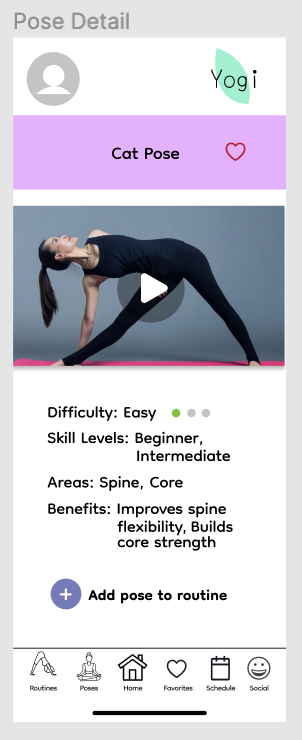 Pose Detail
Yogi
Cat Pose
Difficulty: Easy
Skill Levels: Beginner,
Intermediate
Areas: Spine, Core
Benefits: Improves spine
flexibility, Builds
core strength
Add pose to routine
Routines Poses Home Favorites Schedule Social